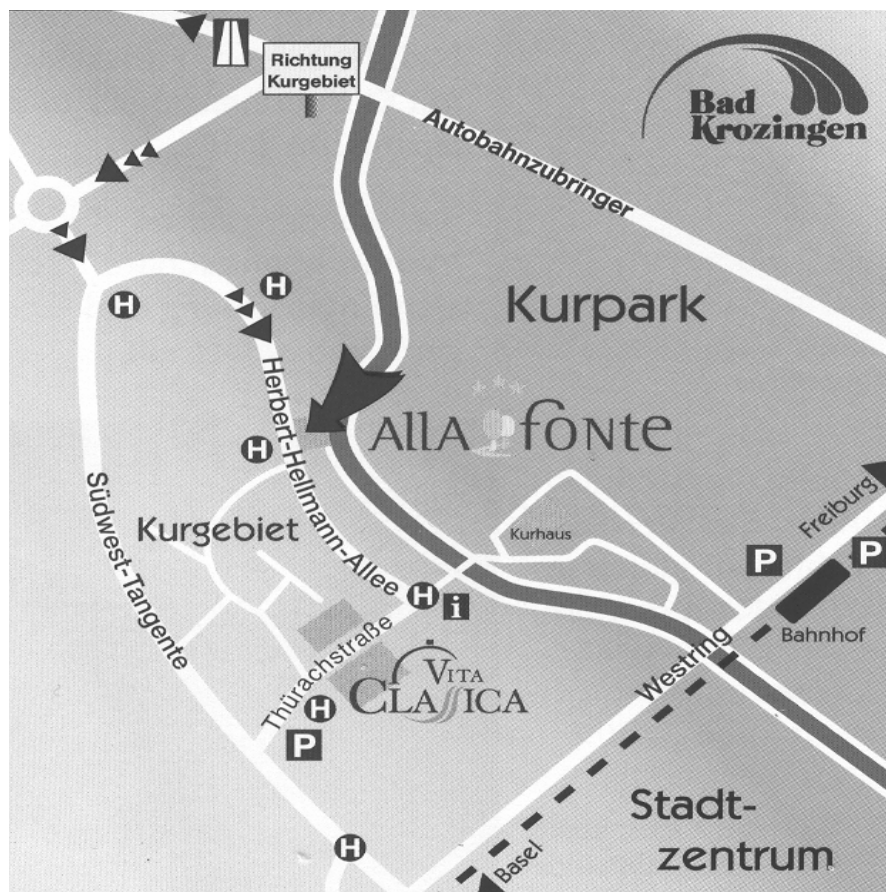 Richtung
Kurgebiet
Bad
Krozingen
Autobahnzubringer
H
H
Kurpark
Herbert-Hellmann-Allee
AllA fonte
H
Südwest-Tangente
Kurgebiet
Freiburg
Kurhaus
P
P
H
i
Bahnhof
Thürachstraße
Westring
VITA
CLASSICA
H
P
Stadt-
zentrum
H
Basel